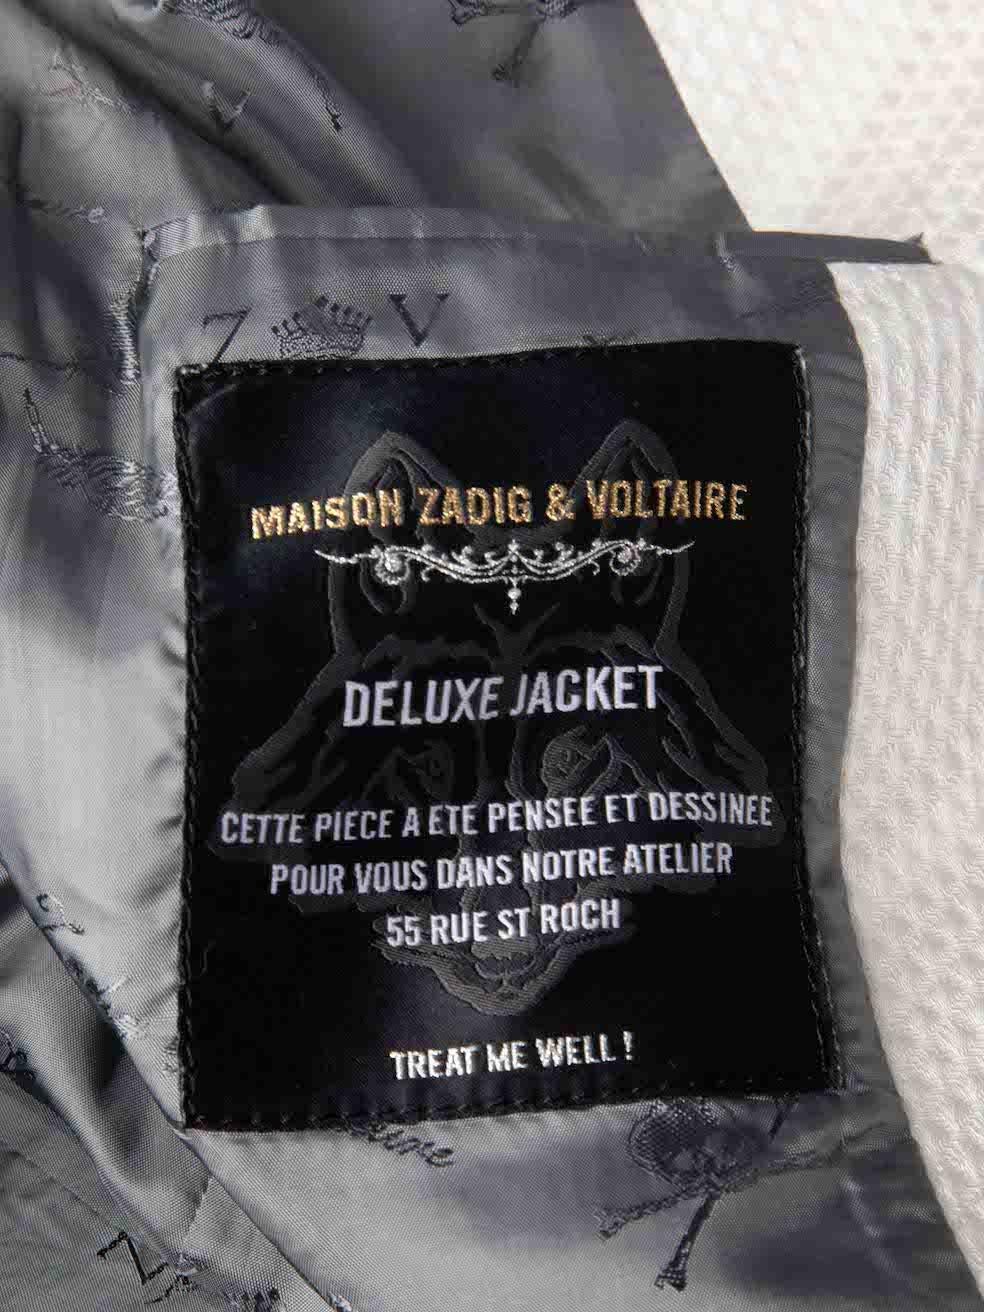 Z V
MAISON ZADIG & VOLTAIRE
DELUXE JACKET
CETTE PIECE A ETE PENSEE ET DESSINEE
POUR VOUS DANS NOTRE ATELIER
55 RUE ST ROCH
TREAT ME WELL !